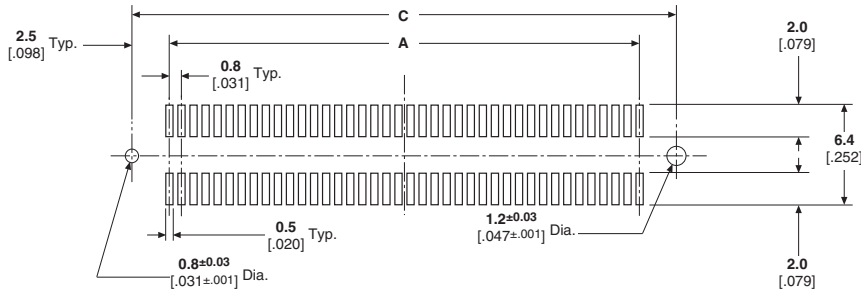 C
2.5 Typ.
[.098]
A
2.0
[.079]
0.8 Typ.
[.031]
6.4
[.252]
0.5 Typ.
[.020]
1.2±0.03 Dia.
[.047±.001]
0.8±0.03 Dia.
[.031±.001]
2.0
[.079]